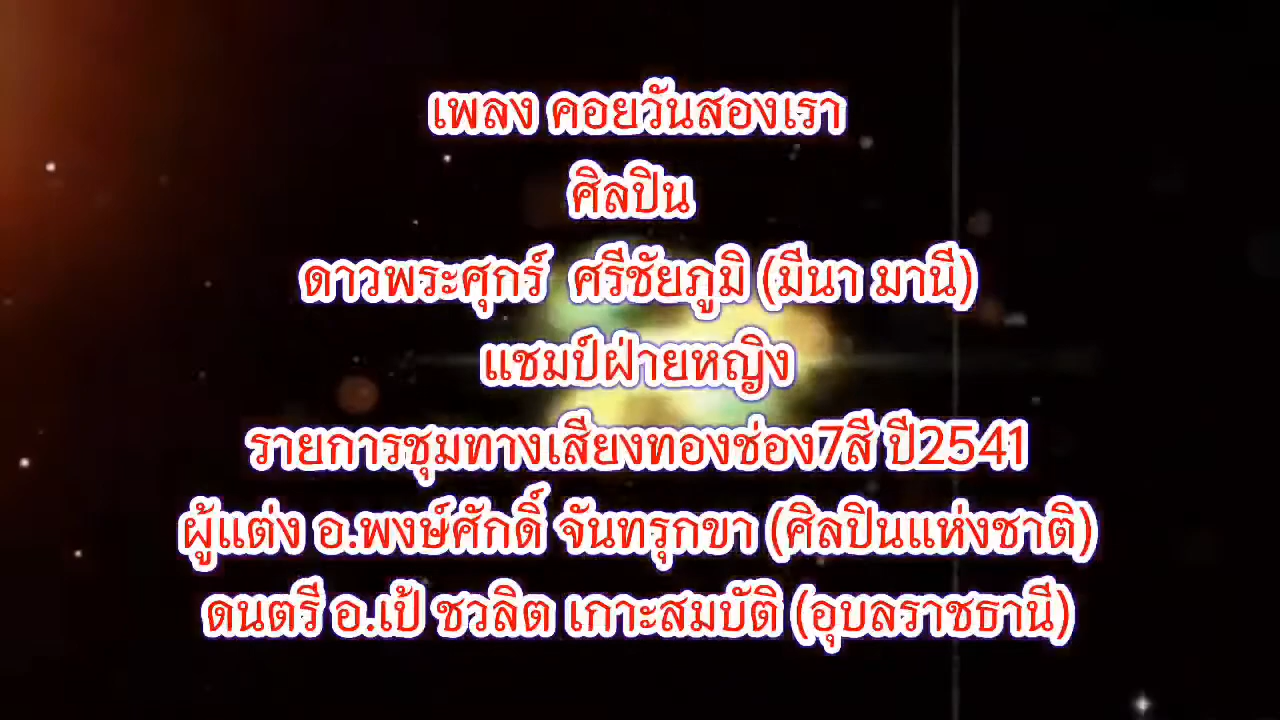 เพลง คอยวันสองเรา
ศิลปิน
ดาวพระศุกร์ ศรีชัยภูมิ (มีนา มานี)
แชมป์ฝ่ายหญิง
รายการชุมทางเสียงทองช่อง7สี ปี2541
ผู้แต่ง อ.พงษ์ศักดิ์ จันทรุกขา (ศิลปินแห่งชาติ)
ดนตรี อ.เป้ ชวลิต เกาะสมบัติ (อุบลราชธานี)